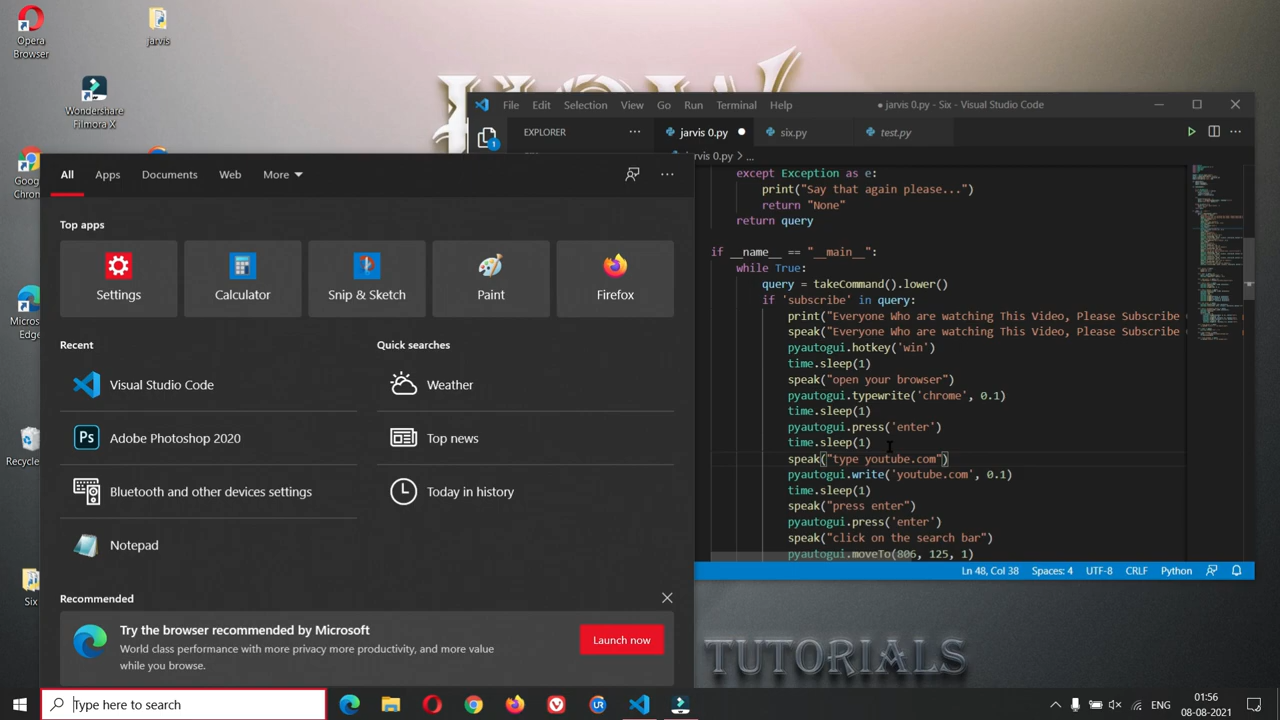 Opera
Browser
jarvis
Wondershare
Filmora X
Recycle
Six
File Edit Selection View Go Run Terminal Help
● jarvis 0.py - Six - Visual Studio Code
EXPLORER
1
jarvis 0.py ●
six.py
test.py
jarvis 0.py > ...
except Exception as e:
print("Say that again please...")
return "None"
return query
if __name__ == "__main__":
while True:
query = takeCommand().lower()
if 'subscribe' in query:
print("Everyone Who are watching This Video, Please Subscribe
speak("Everyone Who are watching This Video, Please Subscribe
pyautogui.hotkey('win')
time.sleep(1)
speak("open your browser")
pyautogui.typewrite('chrome', 0.1)
time.sleep(1)
pyautogui.press('enter')
time.sleep(1)
speak("type youtube.com")
pyautogui.write('youtube.com', 0.1)
time.sleep(1)
speak("press enter")
pyautogui.press('enter')
speak("click on the search bar")
pyautogui.moveTo(806, 125, 1)
Ln 48, Col 38 Spaces: 4 UTF-8 CRLF Python
All Apps Documents Web More
Top apps
Settings
Calculator
Snip & Sketch
Paint
Firefox
Recent
Visual Studio Code
Ps Adobe Photoshop 2020
Bluetooth and other devices settings
Notepad
Quick searches
Weather
Top news
Today in history
Recommended
Try the browser recommended by Microsoft
World class performance with more privacy more productivity, and more value
while you browse.
Launch now
TUTORIALS
Type here to search
UR
ENG
01:56
08-08-2021